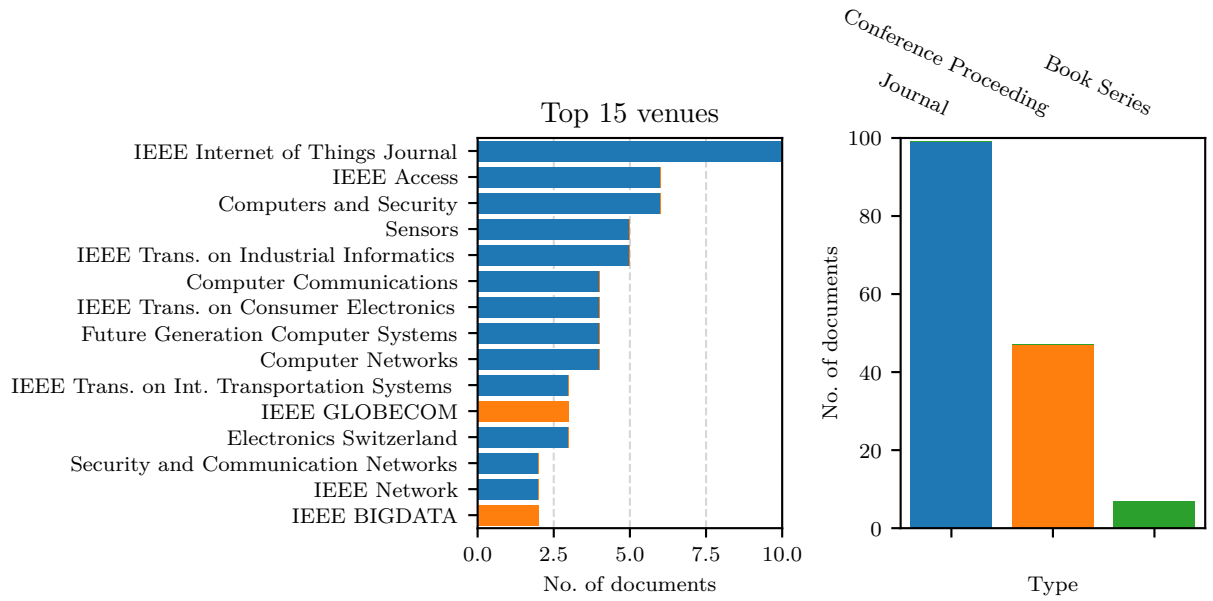 Top 15 venues
IEEE Internet of Things Journal
IEEE Access
Computers and Security
Sensors
IEEE Trans. on Industrial Informatics
Computer Communications
IEEE Trans. on Consumer Electronics
Future Generation Computer Systems
Computer Networks
IEEE Trans. on Int. Transportation Systems
IEEE GLOBECOM
Electronics Switzerland
Security and Communication Networks
IEEE Network
IEEE BIGDATA
0.0 2.5 5.0 7.5 10.0
No. of documents
Journal
Conference Proceeding
Book Series
100
80
60
40
20
0
No. of documents
Type